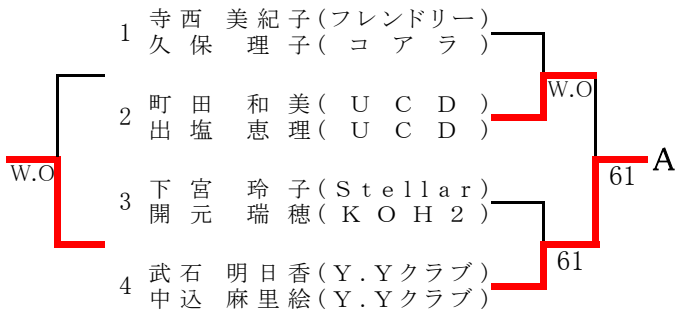 1 寺西 美紀子(フレンドリー)
久保 理子(コアラ)
W.O
2 町田 和美(UCD)
出塩 恵理(UCD)
W.O
A
61
3 下宮 玲子(Stellar)
開元 瑞穂(KOH2)
61
4 武石 明日香(Y.Yクラブ)
中込 麻里絵(Y.Yクラブ)